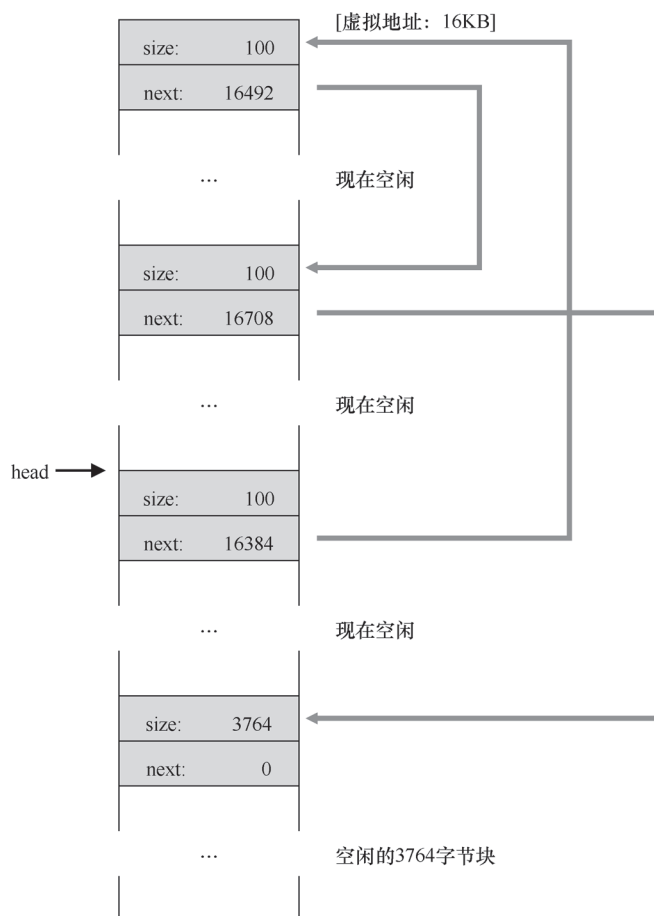 [虚拟地址：16KB]
size: 100
next: 16492
... 现在空闲
size: 100
next: 16708
... 现在空闲
head
size: 100
next: 16384
... 现在空闲
size: 3764
next: 0
... 空闲的3764字节块